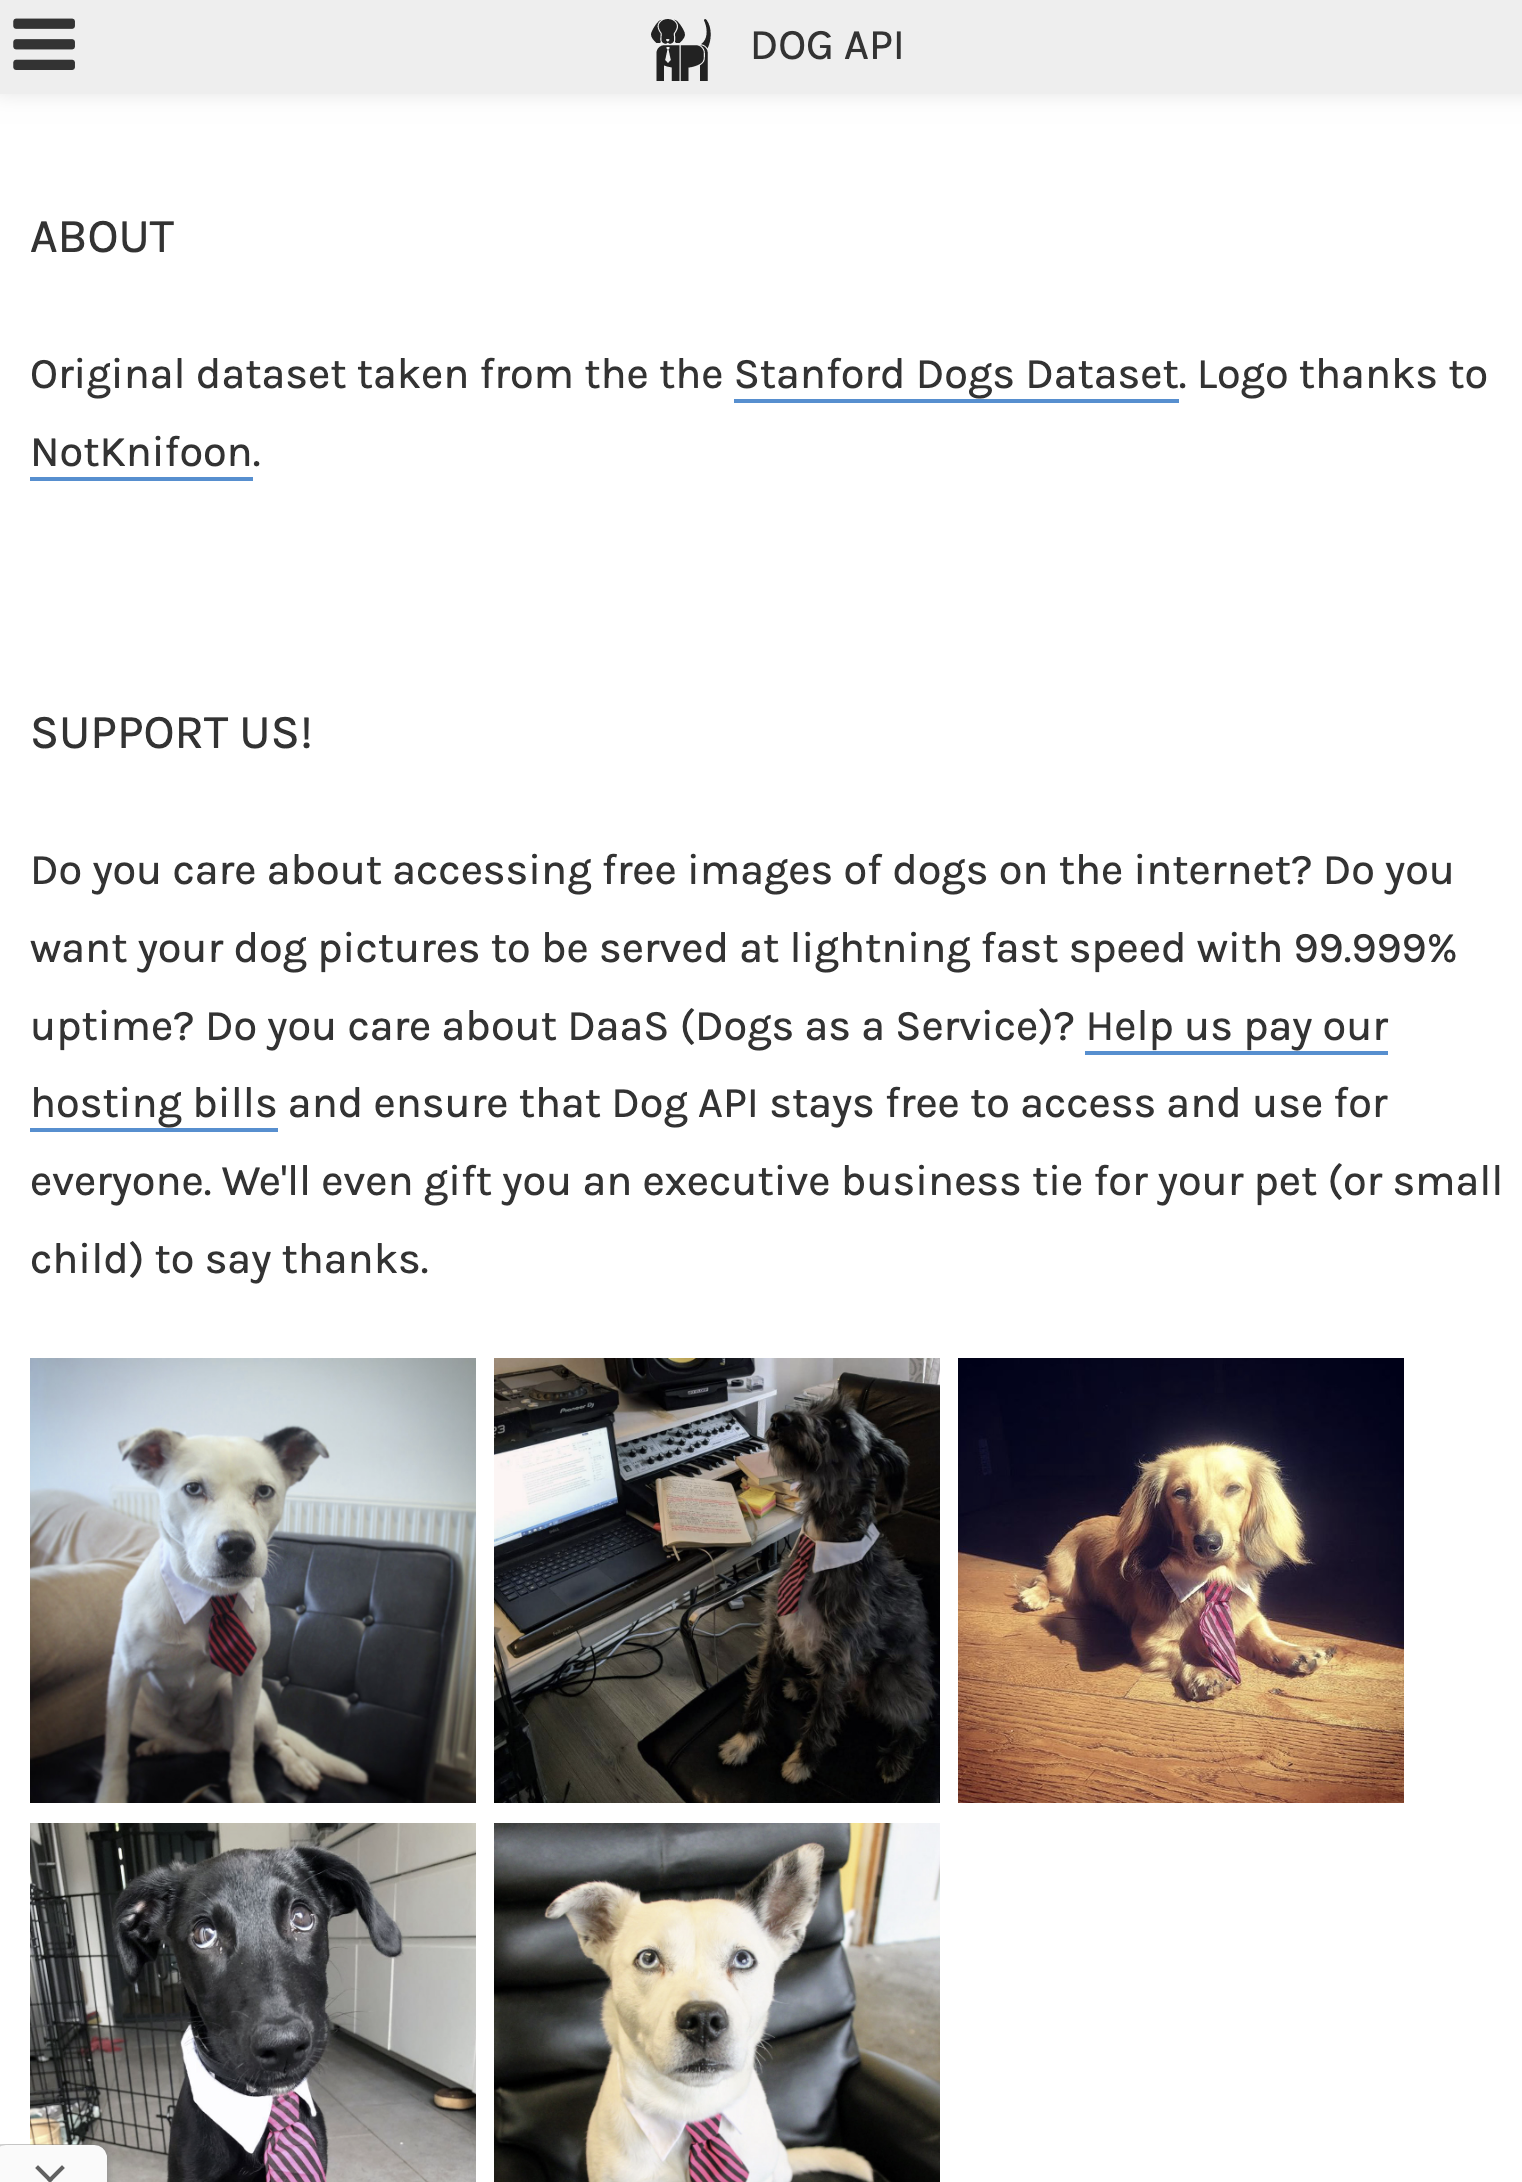 API DOG API
ABOUT
Original dataset taken from the the Stanford Dogs Dataset. Logo thanks to
NotKnifoon.
SUPPORT US!
Do you care about accessing free images of dogs on the internet? Do you
want your dog pictures to be served at lightning fast speed with 99.999%
uptime? Do you care about DaaS (Dogs as a Service)? Help us pay our
hosting bills and ensure that Dog API stays free to access and use for
everyone. We'll even gift you an executive business tie for your pet (or small
child) to say thanks.
Pioneer DJ